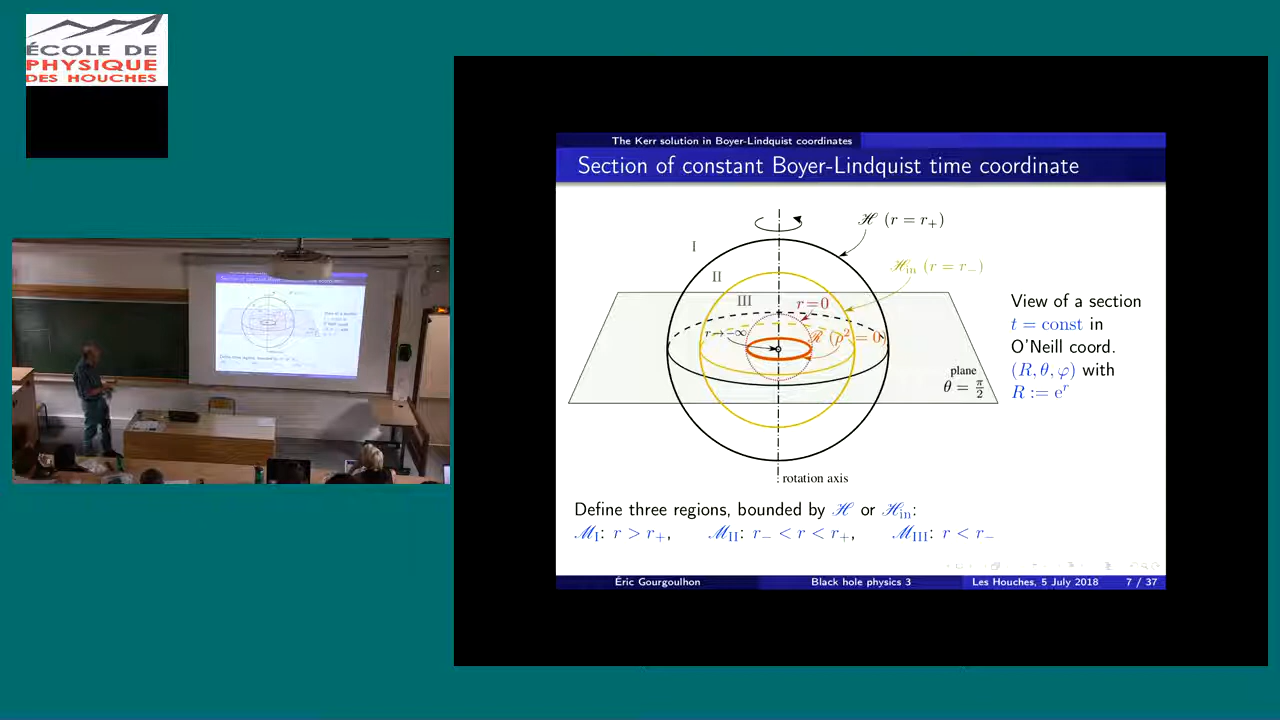 ÉCOLE DE
PHYSIQUE
DES HOUCHES
The Kerr solution in Boyer-Lindquist coordinates
Section of constant Boyer-Lindquist time coordinate
ℋ (r = r₊)
I
ℋin (r = r₋)
II
III
r = 0
r → −∞
ℛ (ρ² = 0)
plane
θ = π/2
rotation axis
View of a section
t = const in
O'Neill coord.
(R, θ, φ) with
R := eʳ
Define three regions, bounded by ℋ or ℋin:
ℳI: r > r₊, ℳII: r₋ < r < r₊, ℳIII: r < r₋
Éric Gourgoulhon Black hole physics 3 Les Houches, 5 July 2018 7 / 37